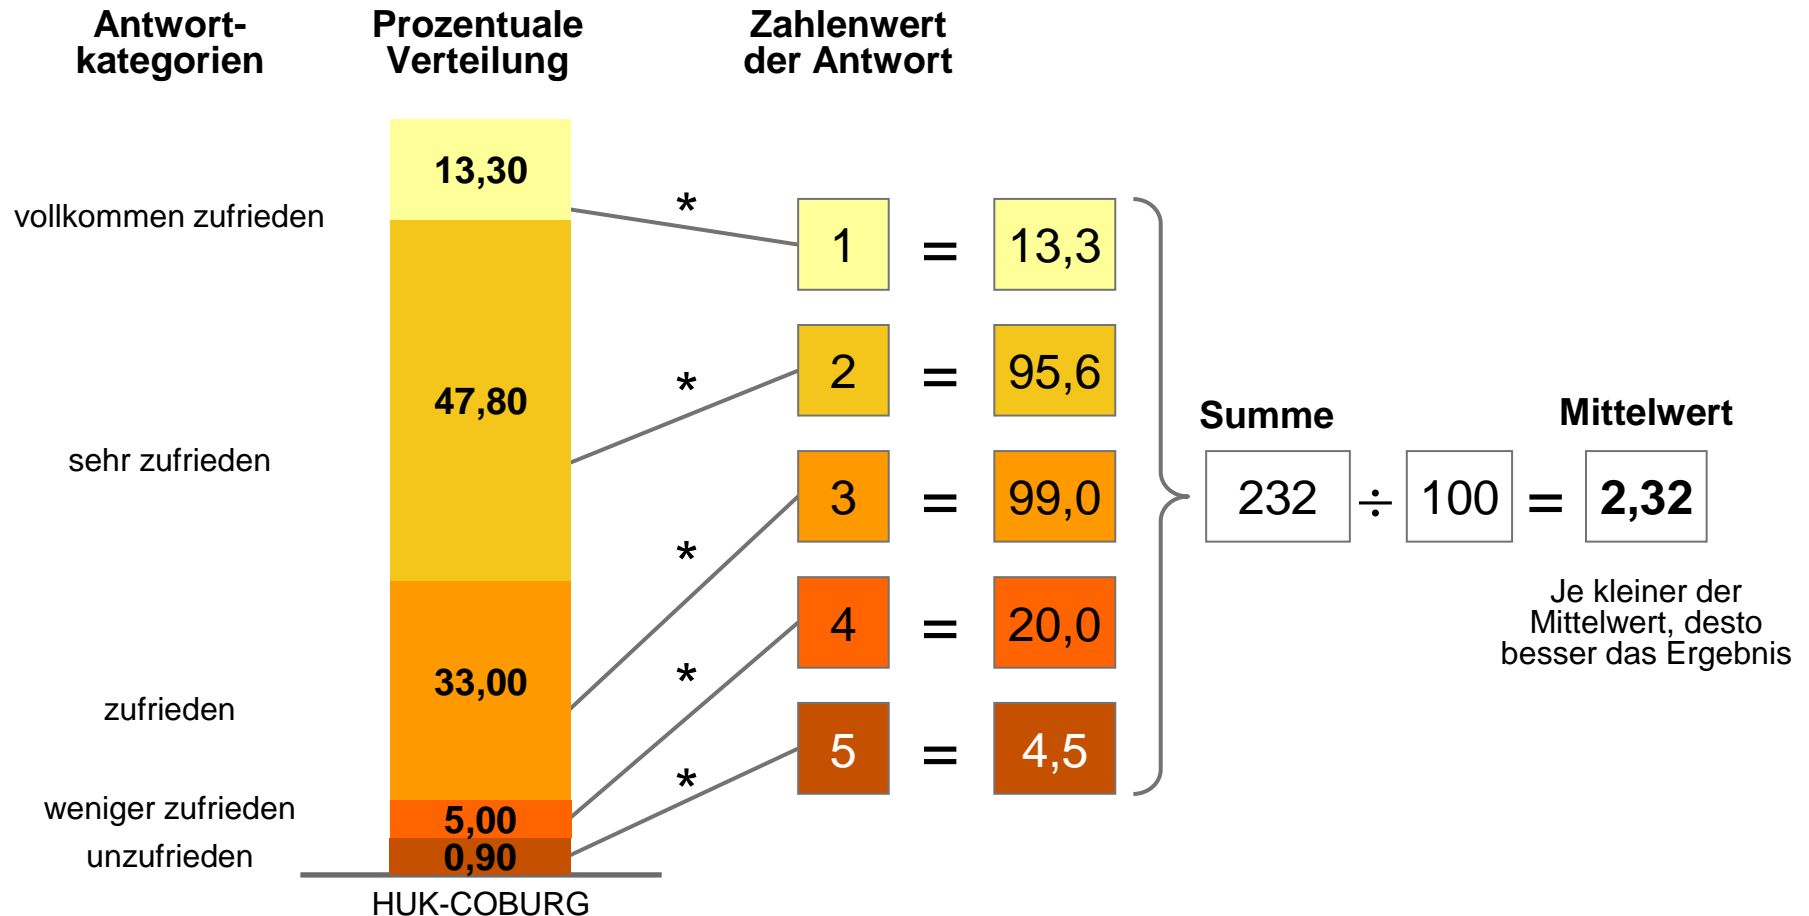 Antwort-
kategorien
Prozentuale
Verteilung
Zahlenwert
der Antwort
13,30
vollkommen zufrieden
*
1 = 13,3
47,80
sehr zufrieden
*
2 = 95,6
33,00
zufrieden
*
3 = 99,0
5,00
weniger zufrieden
*
4 = 20,0
0,90
unzufrieden
*
5 = 4,5
HUK-COBURG
Summe
Mittelwert
232 ÷ 100 = 2,32
Je kleiner der
Mittelwert, desto
besser das Ergebnis